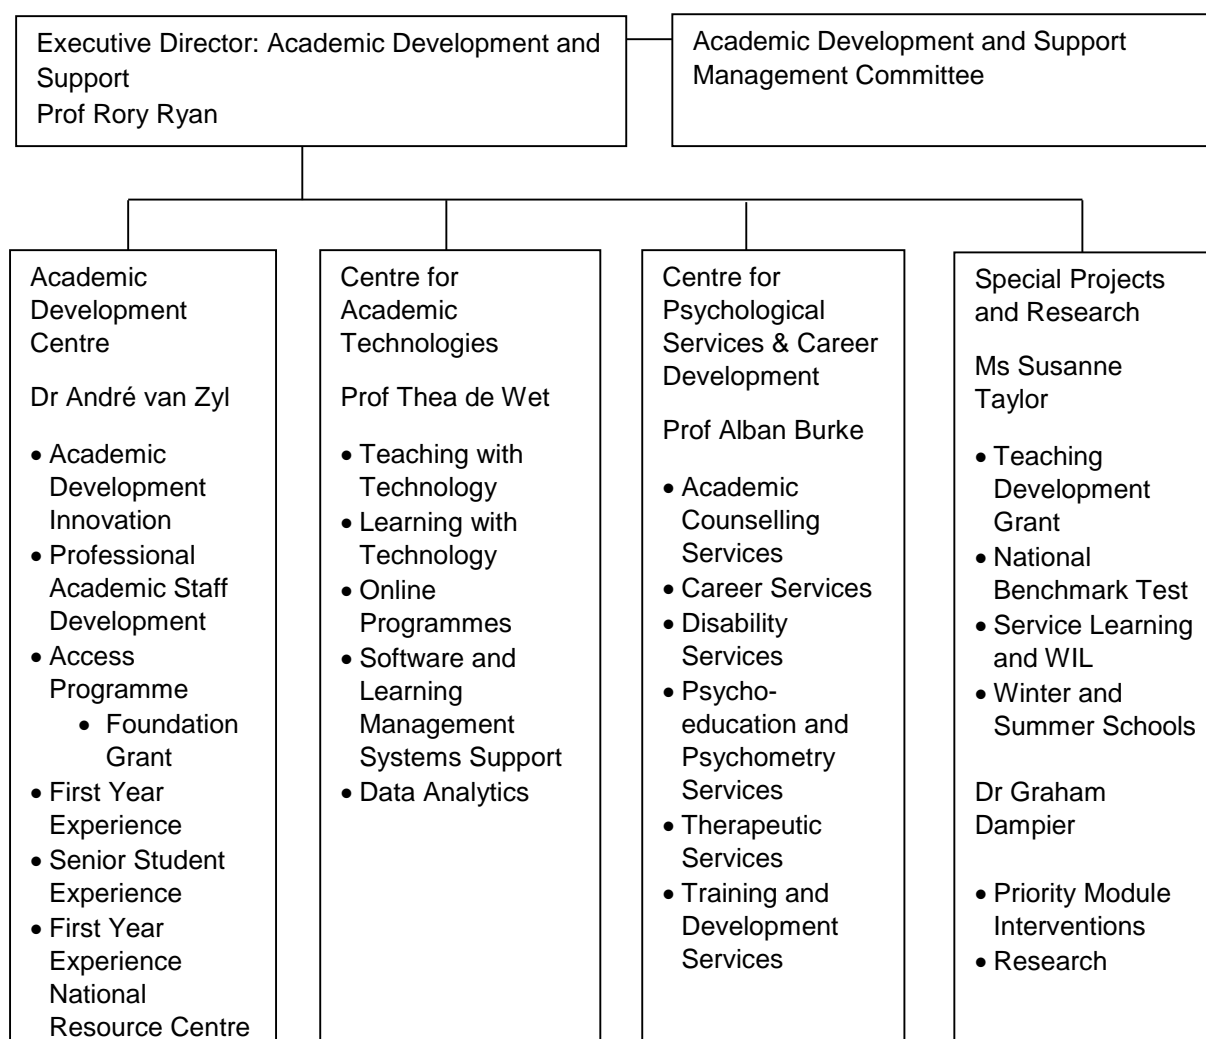 Executive Director: Academic Development and
Support
Prof Rory Ryan
Academic Development and Support
Management Committee
Academic
Development
Centre
Dr André van Zyl
• Academic
Development
Innovation
• Professional
Academic Staff
Development
• Access
Programme
• Foundation
Grant
• First Year
Experience
• Senior Student
Experience
• First Year
Experience
National
Resource Centre
Centre for
Academic
Technologies
Prof Thea de Wet
• Teaching with
Technology
• Learning with
Technology
• Online
Programmes
• Software and
Learning
Management
Systems Support
• Data Analytics
Centre for
Psychological
Services & Career
Development
Prof Alban Burke
• Academic
Counselling
Services
• Career Services
• Disability
Services
• Psycho-
education and
Psychometry
Services
• Therapeutic
Services
• Training and
Development
Services
Special Projects
and Research
Ms Susanne
Taylor
• Teaching
Development
Grant
• National
Benchmark Test
• Service Learning
and WIL
• Winter and
Summer Schools
Dr Graham
Dampier
• Priority Module
Interventions
• Research